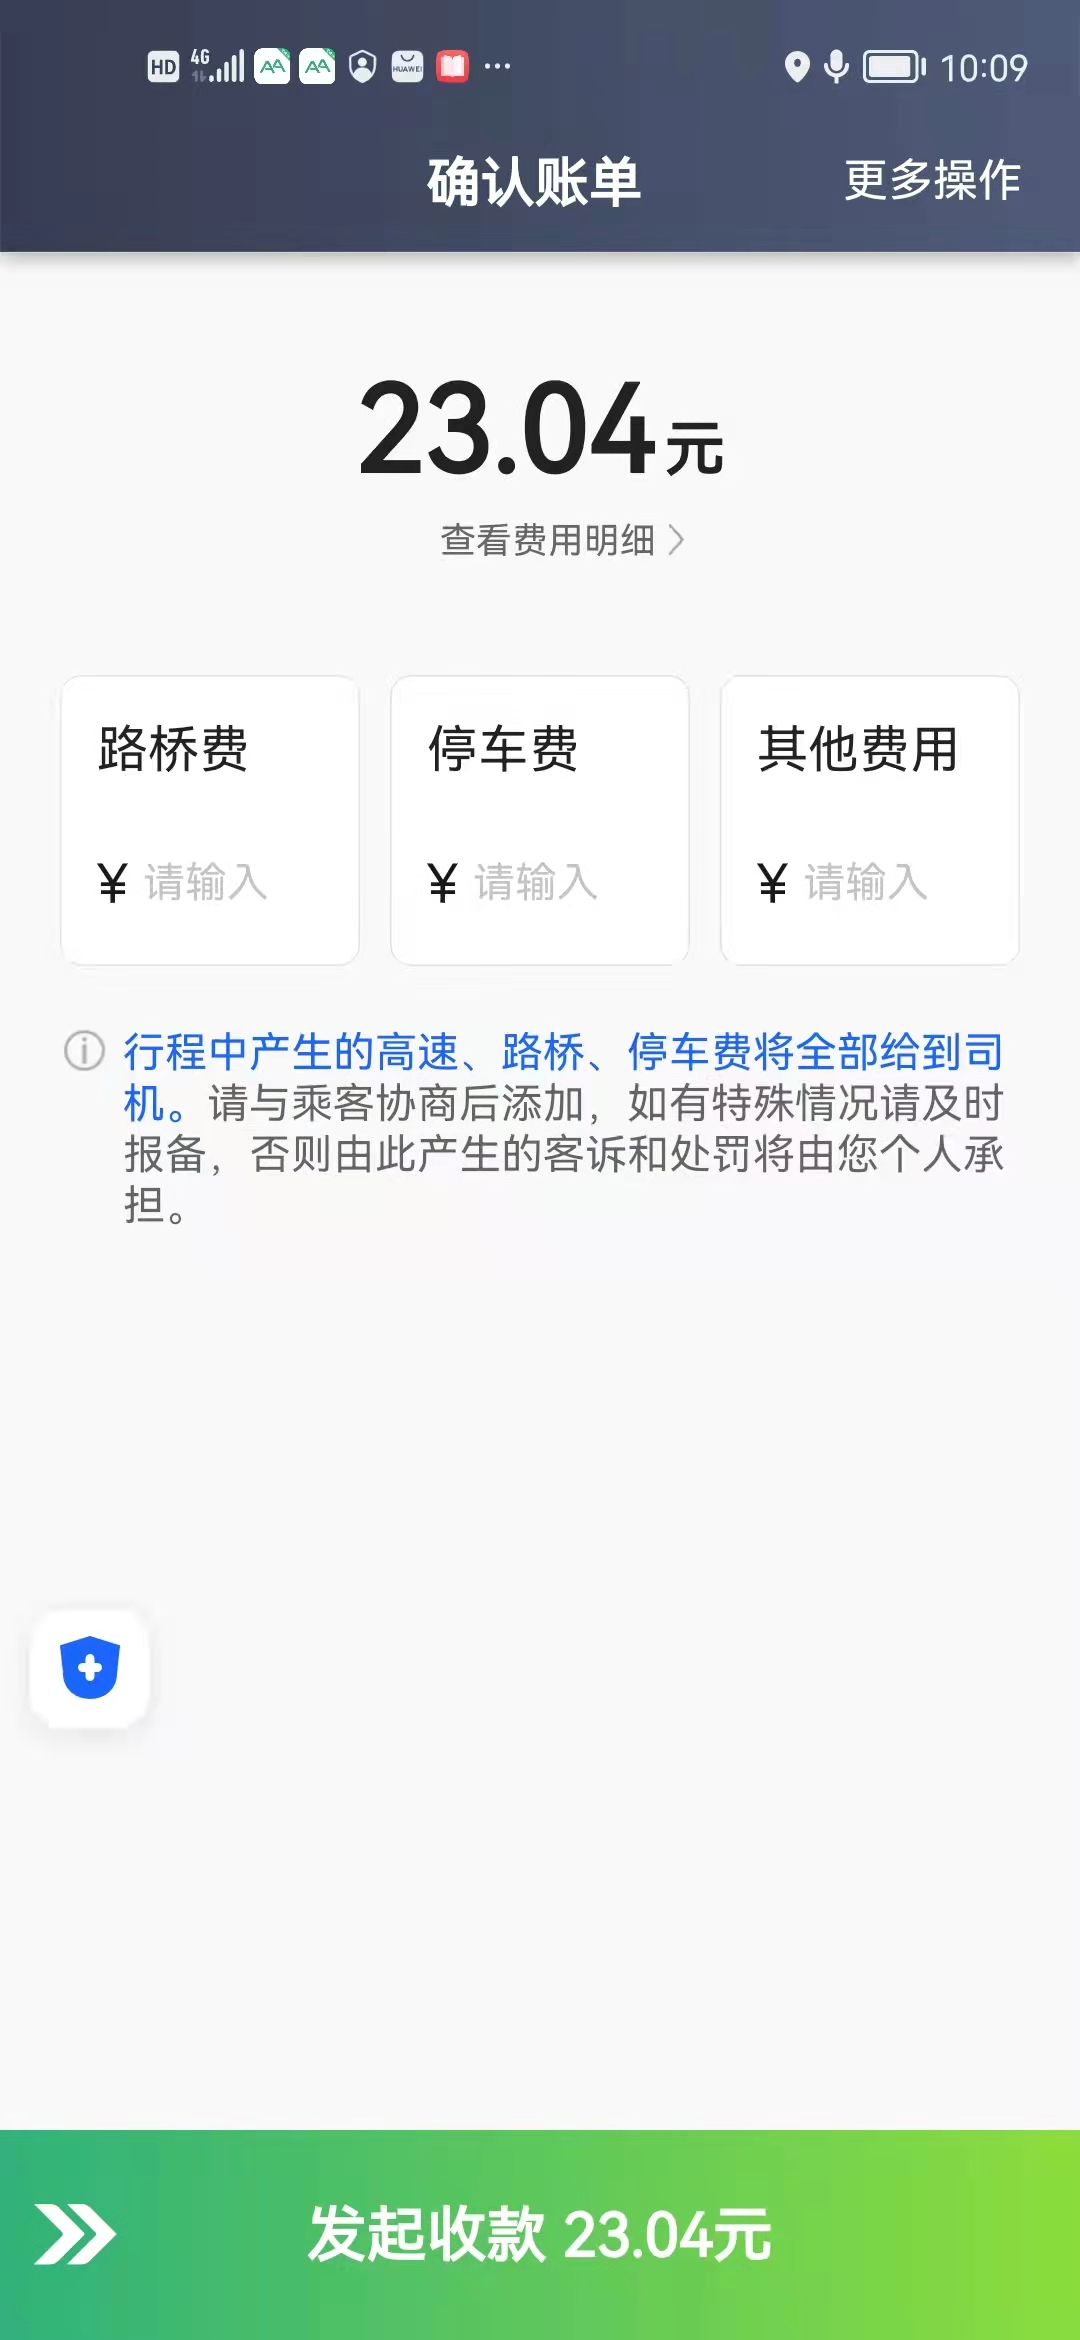 HD 4G HUAWEI 10:09
确认账单 更多操作
23.04元
查看费用明细
路桥费 停车费 其他费用
¥ 请输入 ¥ 请输入 ¥ 请输入
行程中产生的高速、路桥、停车费将全部给到司
机。请与乘客协商后添加，如有特殊情况请及时
报备，否则由此产生的客诉和处罚将由您个人承
担。
发起收款 23.04元